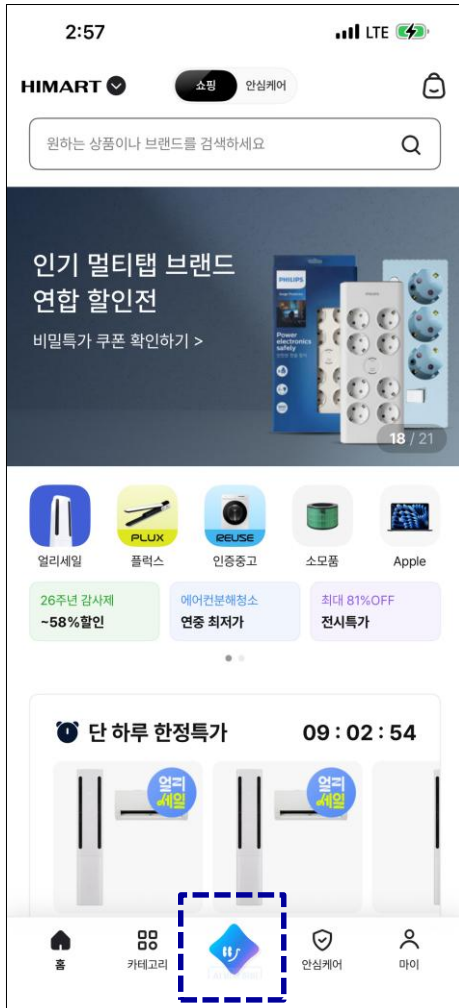 2:57
LTE
HIMART
쇼핑
안심케어
원하는 상품이나 브랜드를 검색하세요
인기 멀티탭 브랜드
연합 할인전
비밀특가 쿠폰 확인하기 >
PHILIPS
Power
electronics
safely
PHILIPS
18 / 21
PLUX
REUSE
얼리세일
플럭스
인증중고
소모품
Apple
26주년 감사제
~58%할인
에어컨분해청소
연중 최저가
최대 81%OFF
전시특가
단 하루 한정특가
09 : 02 : 54
얼리
세일
얼리
세일
홈
카테고리
안심케어
마이